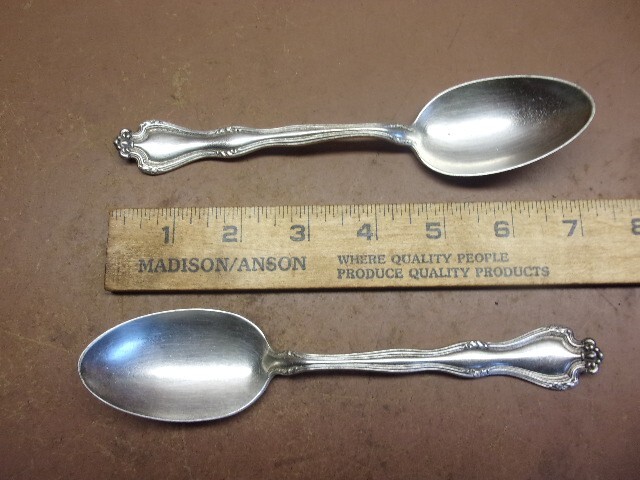 1 2 3 4 5 6 7 8
MADISON/ANSON
WHERE QUALITY PEOPLE
PRODUCE QUALITY PRODUCTS